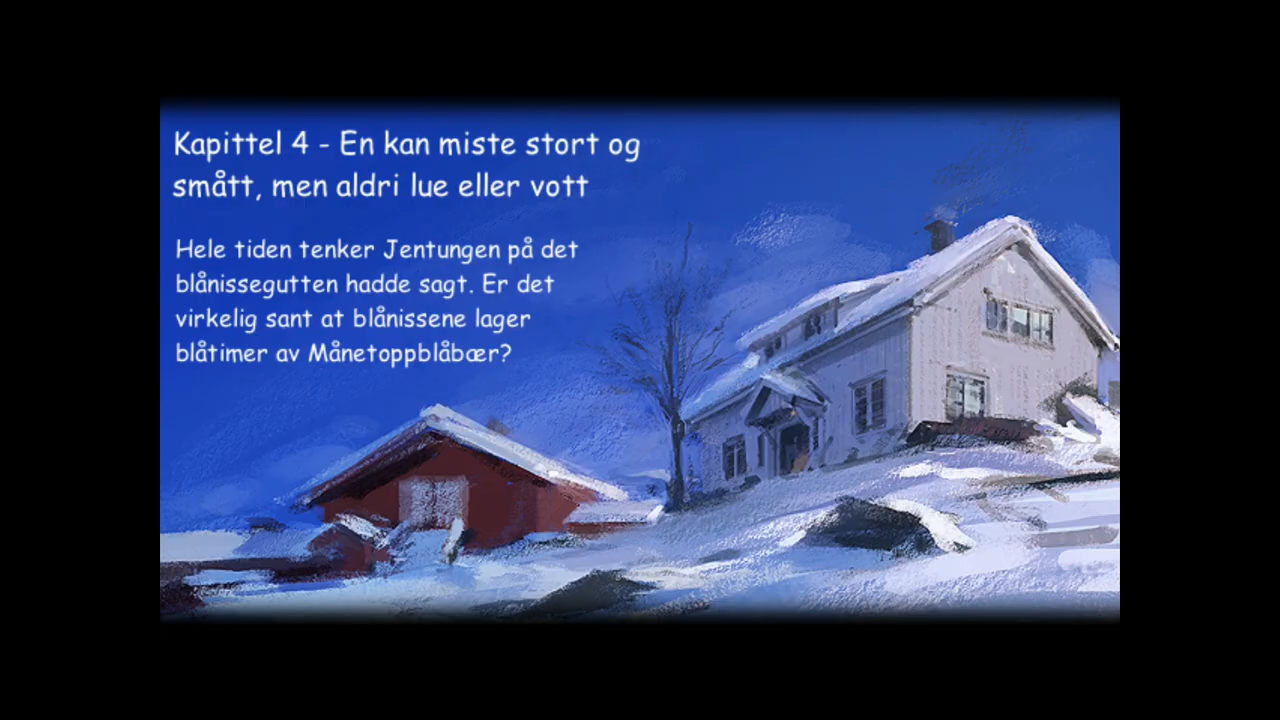 Kapittel 4 - En kan miste stort og
smått, men aldri lue eller vott
Hele tiden tenker Jentungen på det
blånissegutten hadde sagt. Er det
virkelig sant at blånissene lager
blåtimer av Månetoppblåbær?